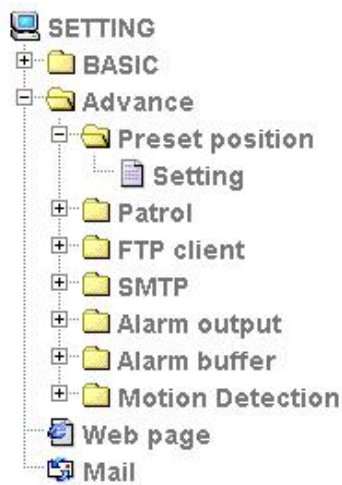 SETTING
BASIC
Advance
Preset position
Setting
Patrol
FTP client
SMTP
Alarm output
Alarm buffer
Motion Detection
Web page
Mail